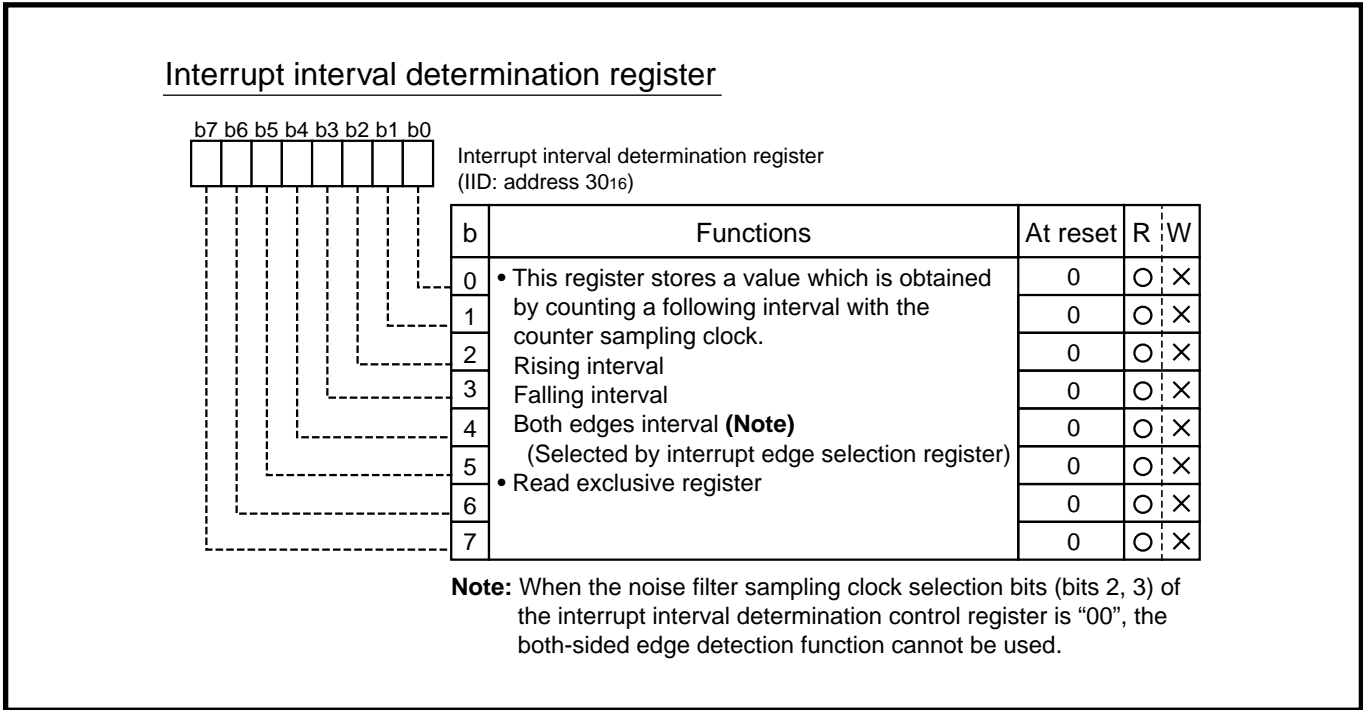 Interrupt interval determination register
b7 b6 b5 b4 b3 b2 b1 b0
Interrupt interval determination register
(IID: address 3016)
b Functions At reset R W
0 • This register stores a value which is obtained 0 O ×
by counting a following interval with the
1 0 O ×
counter sampling clock.
2 0 O ×
Rising interval
3 0 O ×
Falling interval
4 Both edges interval (Note) 0 O ×
(Selected by interrupt edge selection register)
5 0 O ×
• Read exclusive register
6 0 O ×
7 0 O ×
Note: When the noise filter sampling clock selection bits (bits 2, 3) of
the interrupt interval determination control register is “00”, the
both-sided edge detection function cannot be used.